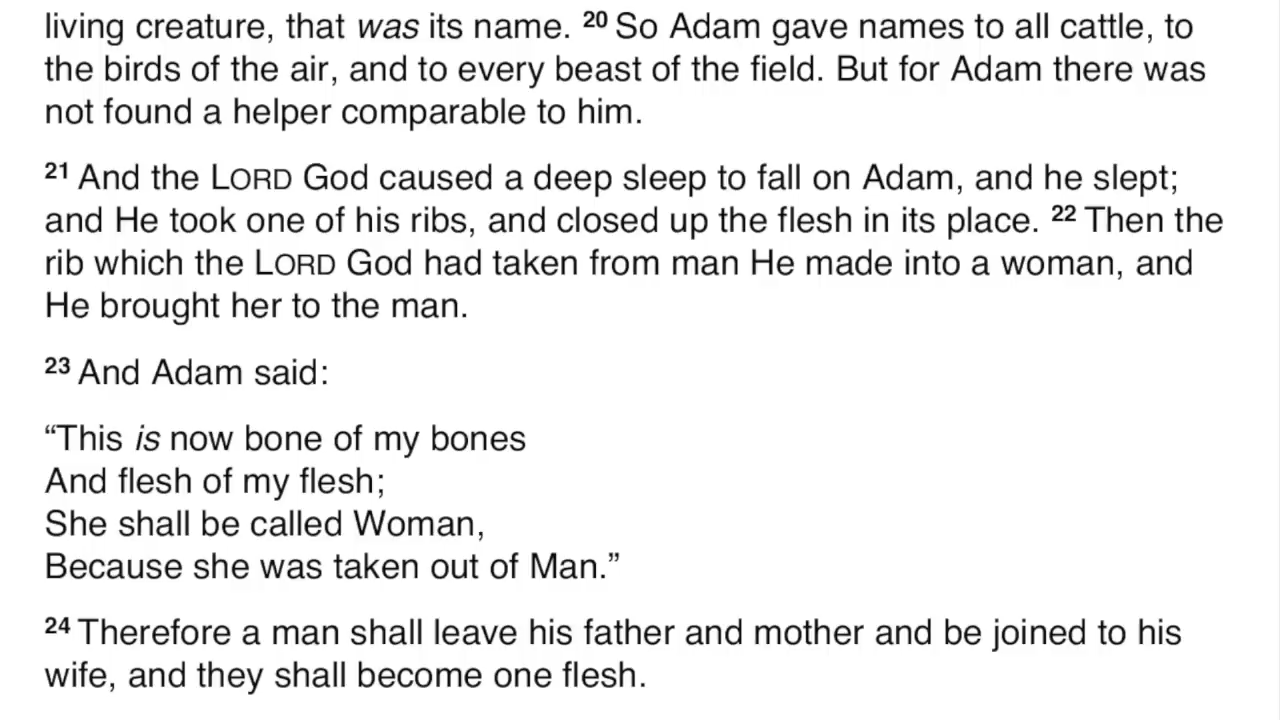 living creature, that was its name. 20 So Adam gave names to all cattle, to
the birds of the air, and to every beast of the field. But for Adam there was
not found a helper comparable to him.
21 And the LORD God caused a deep sleep to fall on Adam, and he slept;
and He took one of his ribs, and closed up the flesh in its place. 22 Then the
rib which the LORD God had taken from man He made into a woman, and
He brought her to the man.
23 And Adam said:
“This is now bone of my bones
And flesh of my flesh;
She shall be called Woman,
Because she was taken out of Man.”
24 Therefore a man shall leave his father and mother and be joined to his
wife, and they shall become one flesh.